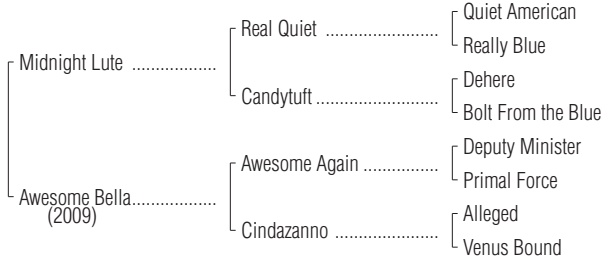 Quiet American
Real Quiet ....................
Really Blue
Midnight Lute ...............
Dehere
Candytuft ......................
Bolt From the Blue
Deputy Minister
Awesome Again .............
Primal Force
Awesome Bella...............
(2009)
Alleged
Cindazanno ..................
Venus Bound